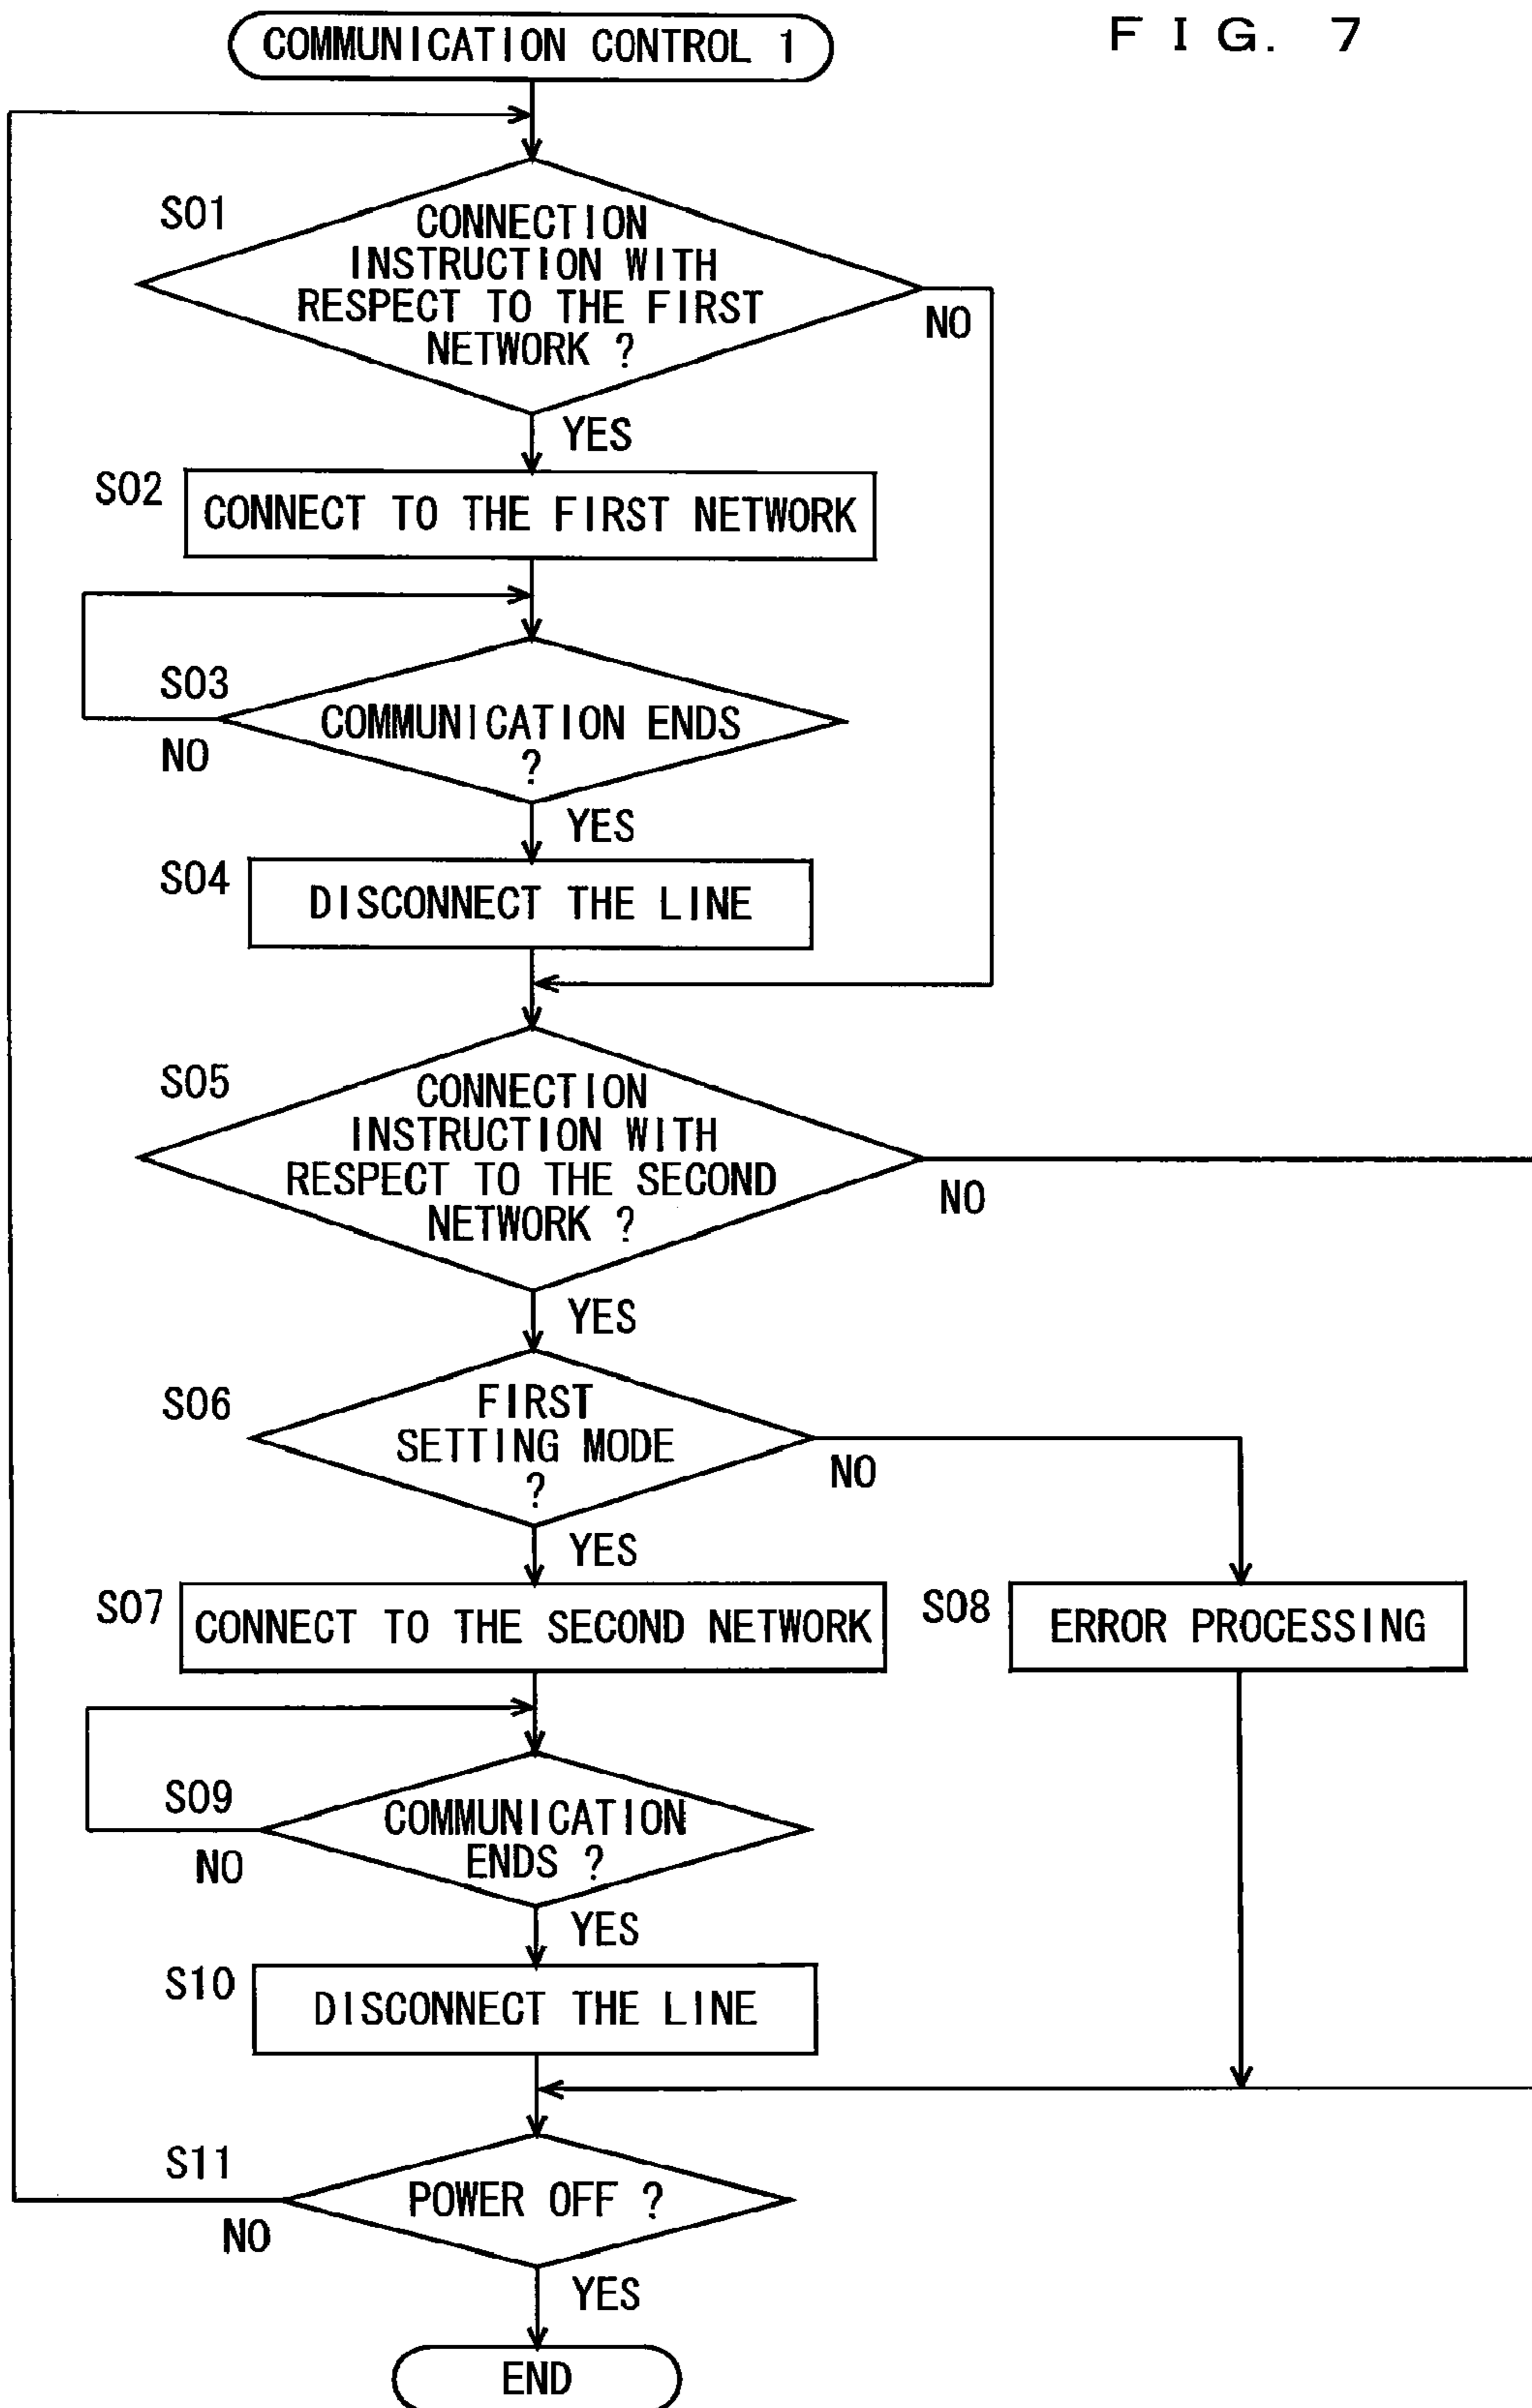 COMMUNICATION CONTROL 1
FIG. 7
S01
CONNECTION
INSTRUCTION WITH
RESPECT TO THE FIRST
NETWORK ?
NO
YES
S02
CONNECT TO THE FIRST NETWORK
S03
COMMUNICATION ENDS
?
NO
YES
S04
DISCONNECT THE LINE
S05
CONNECTION
INSTRUCTION WITH
RESPECT TO THE SECOND
NETWORK ?
NO
YES
S06
FIRST
SETTING MODE
?
NO
YES
S07
CONNECT TO THE SECOND NETWORK
S08
ERROR PROCESSING
S09
COMMUNICATION
ENDS ?
NO
YES
S10
DISCONNECT THE LINE
S11
POWER OFF ?
NO
YES
END